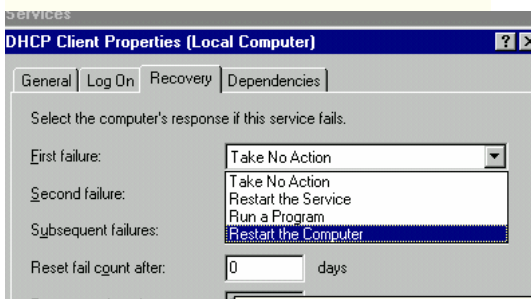 Services
DHCP Client Properties (Local Computer)
General Log On Recovery Dependencies
Select the computer's response if this service fails.
First failure: Take No Action
Take No Action
Second failure: Restart the Service
Run a Program
Subsequent failures: Restart the Computer
Reset fail count after: 0 days